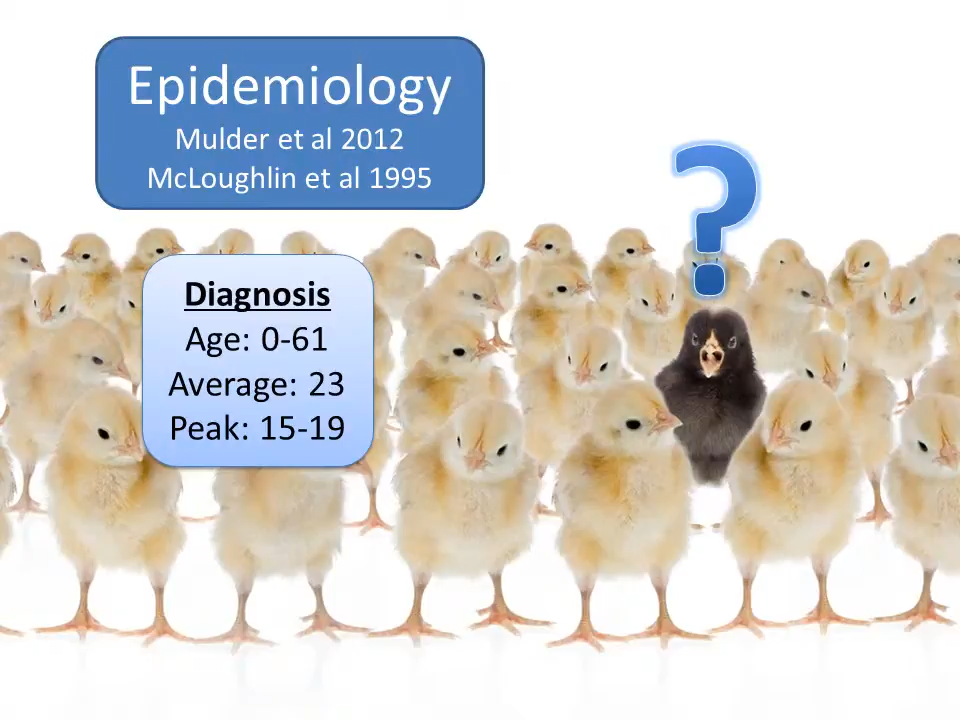 Epidemiology
Mulder et al 2012
McLoughlin et al 1995
?
Diagnosis
Age: 0-61
Average: 23
Peak: 15-19